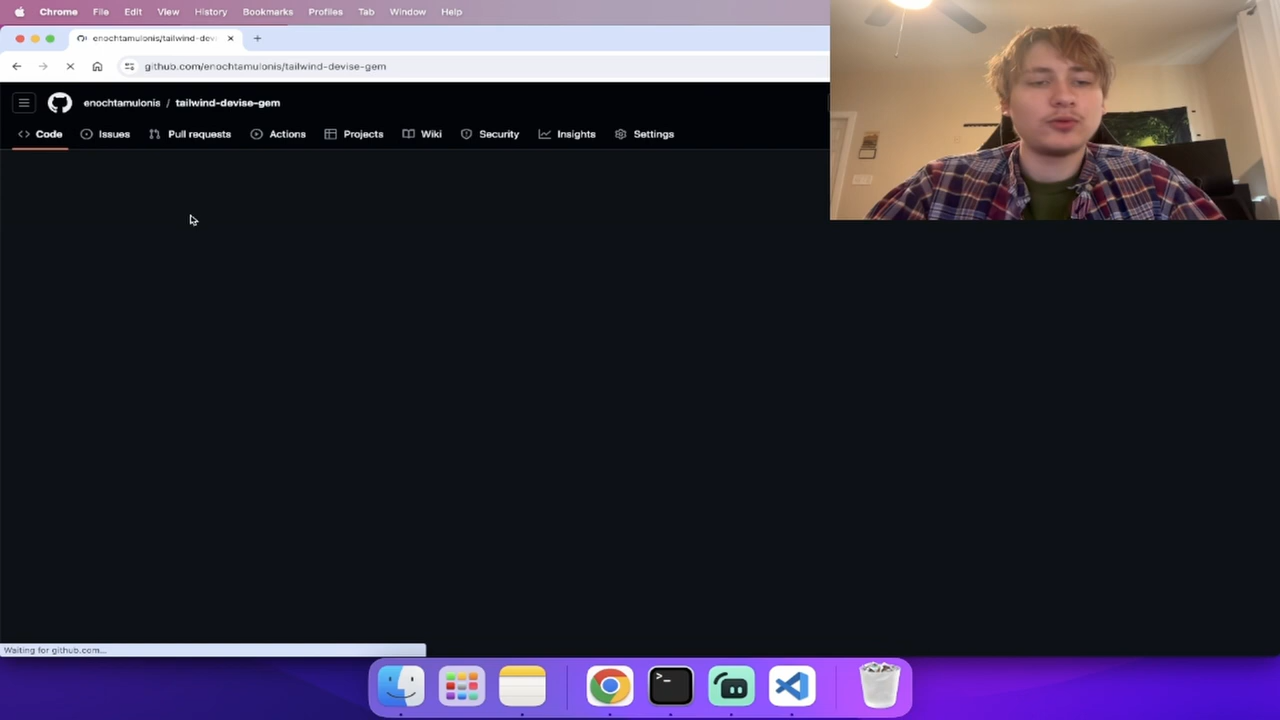 Chrome File Edit View History Bookmarks Profiles Tab Window Help
enochtamulonis/tailwind-devi
github.com/enochtamulonis/tailwind-devise-gem
enochtamulonis / tailwind-devise-gem
Code Issues Pull requests Actions Projects Wiki Security Insights Settings
Waiting for github.com...
>_